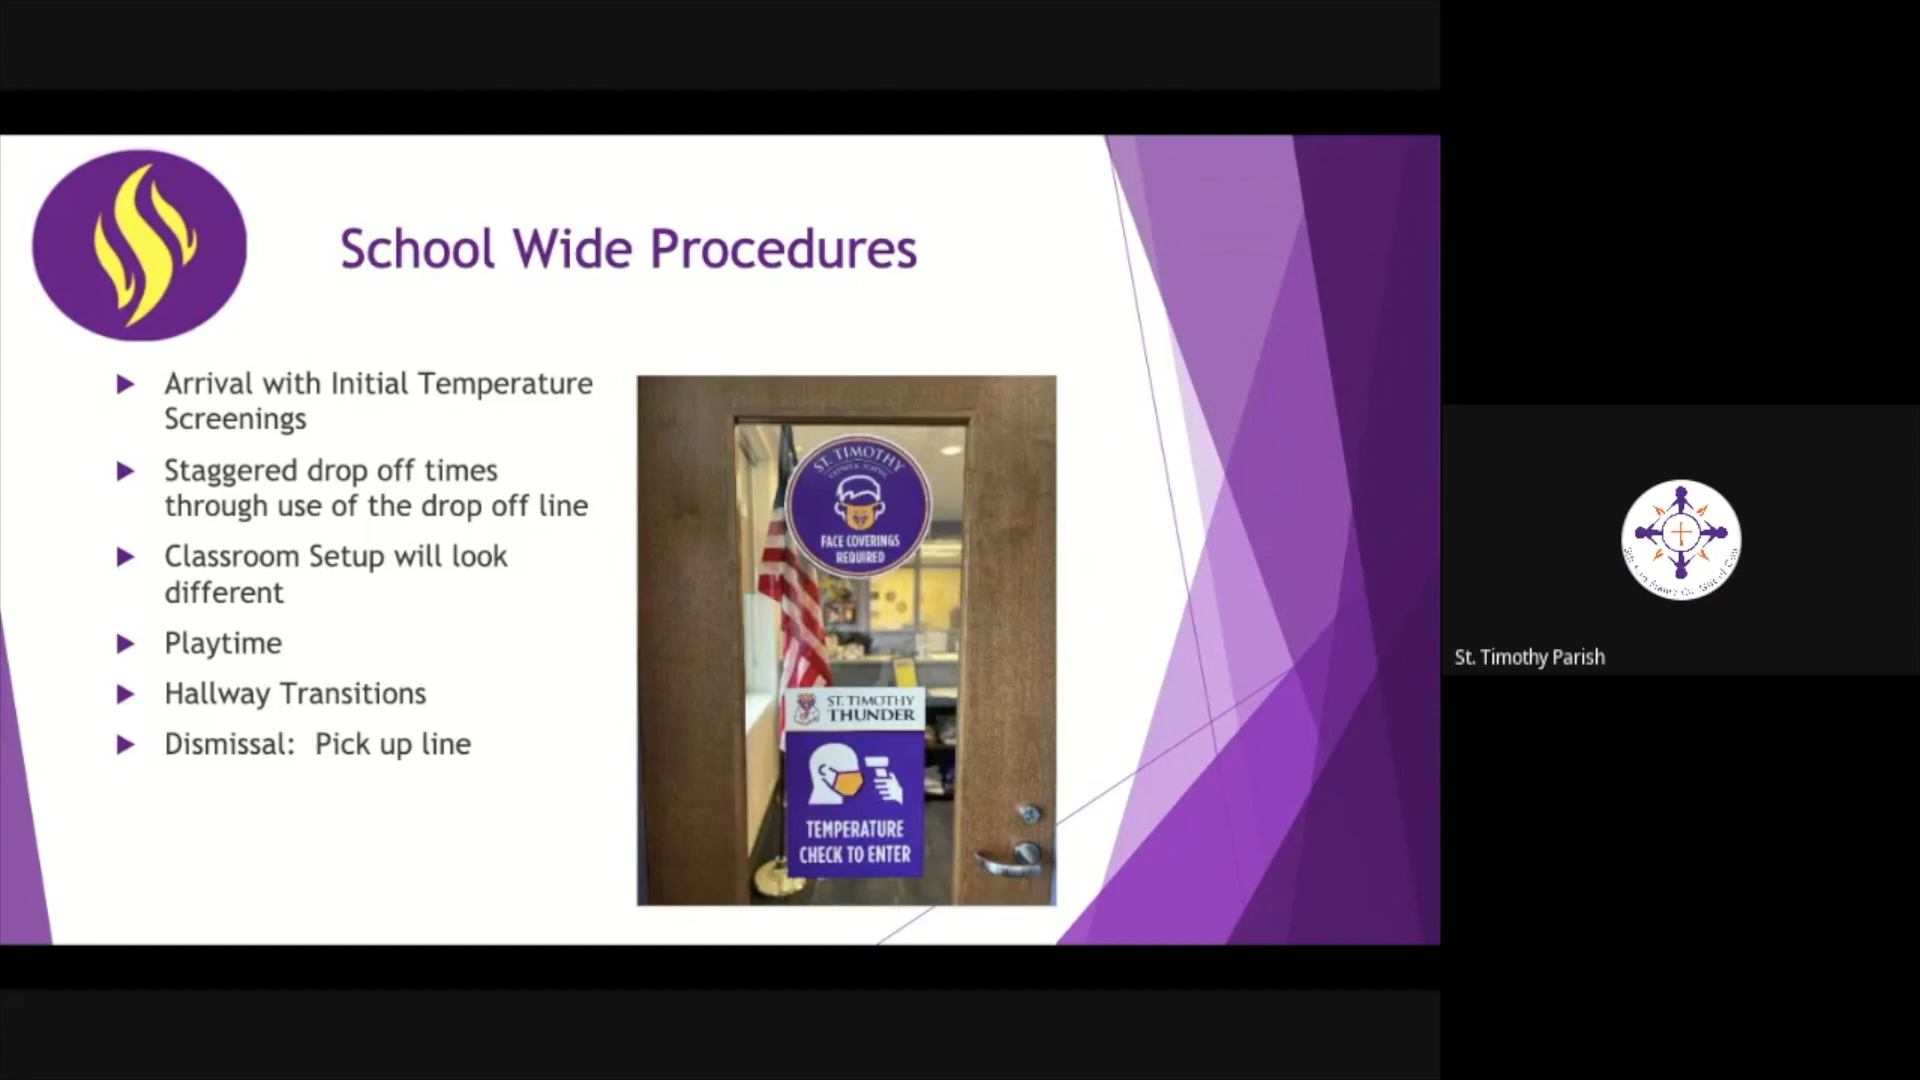 School Wide Procedures
Arrival with Initial Temperature
Screenings
Staggered drop off times
through use of the drop off line
Classroom Setup will look
different
Playtime
Hallway Transitions
Dismissal: Pick up line
ST. TIMOTHY
CATHOLIC SCHOOL
FACE COVERINGS
REQUIRED
ST. TIMOTHY
THUNDER
TEMPERATURE
CHECK TO ENTER
St. Timothy Parish